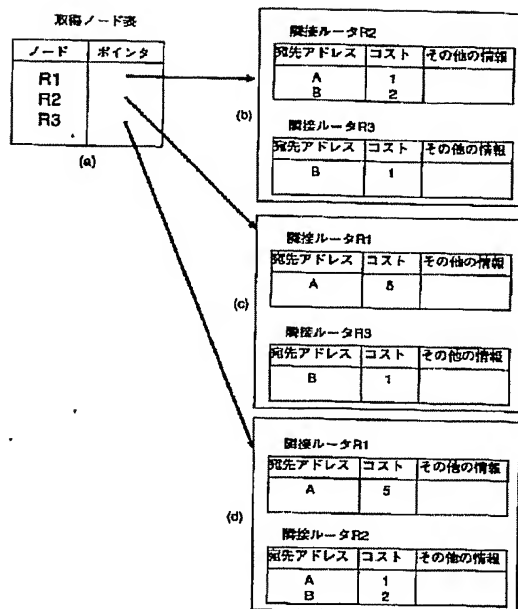 取得ノード表
ノード ポインタ
R1
R2
R3
(a)
(b)
隣接ルータR2
宛先アドレス コスト その他の情報
A 1
B 2
隣接ルータR3
宛先アドレス コスト その他の情報
B 1
(c)
隣接ルータR1
宛先アドレス コスト その他の情報
A 5
隣接ルータR3
宛先アドレス コスト その他の情報
B 1
(d)
隣接ルータR1
宛先アドレス コスト その他の情報
A 5
隣接ルータR2
宛先アドレス コスト その他の情報
A 1
B 2